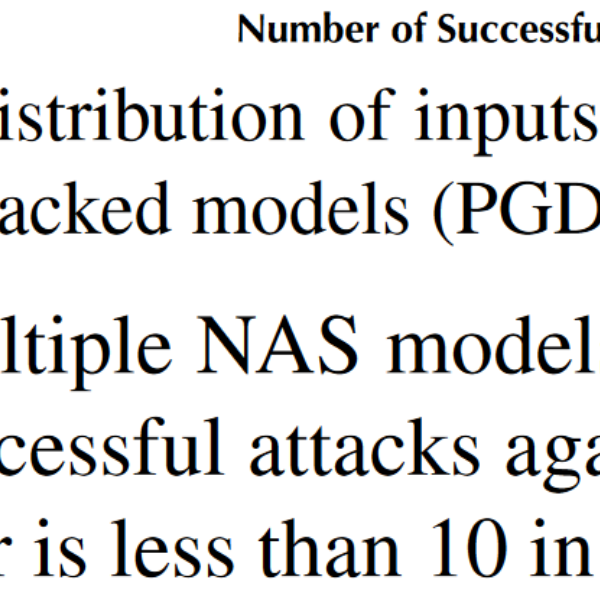 Number of Successfu
istribution of inputs
acked models (PGD
ltiple NAS model
cessful attacks aga
r is less than 10 in